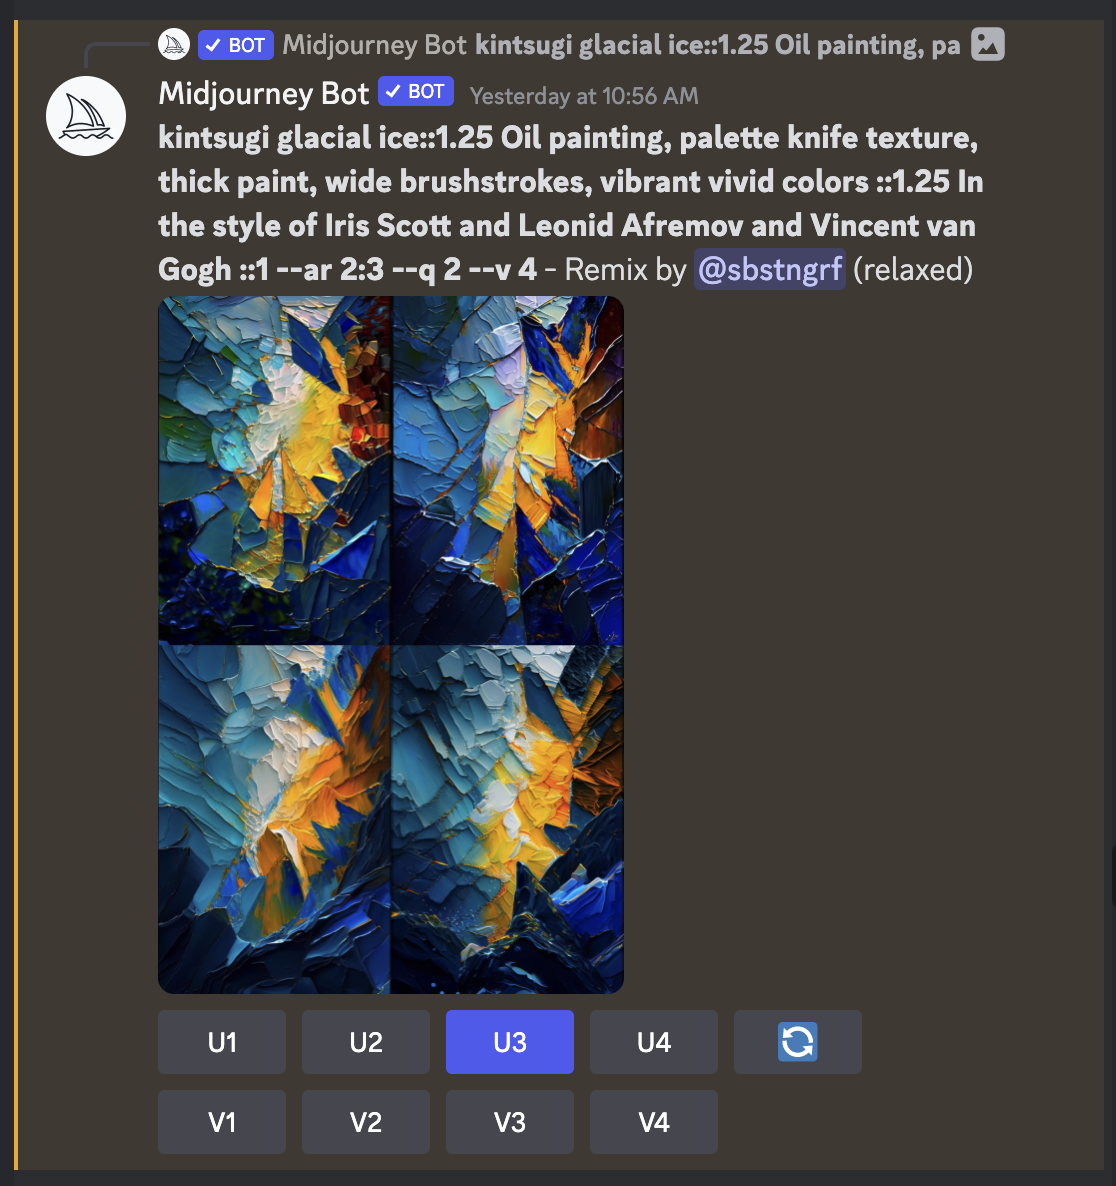 ✓ BOT Midjourney Bot kintsugi glacial ice::1.25 Oil painting, pa
Midjourney Bot ✓ BOT Yesterday at 10:56 AM
kintsugi glacial ice::1.25 Oil painting, palette knife texture,
thick paint, wide brushstrokes, vibrant vivid colors ::1.25 In
the style of Iris Scott and Leonid Afremov and Vincent van
Gogh ::1 --ar 2:3 --q 2 --v 4 - Remix by @sbstngrf (relaxed)
U1 U2 U3 U4
V1 V2 V3 V4